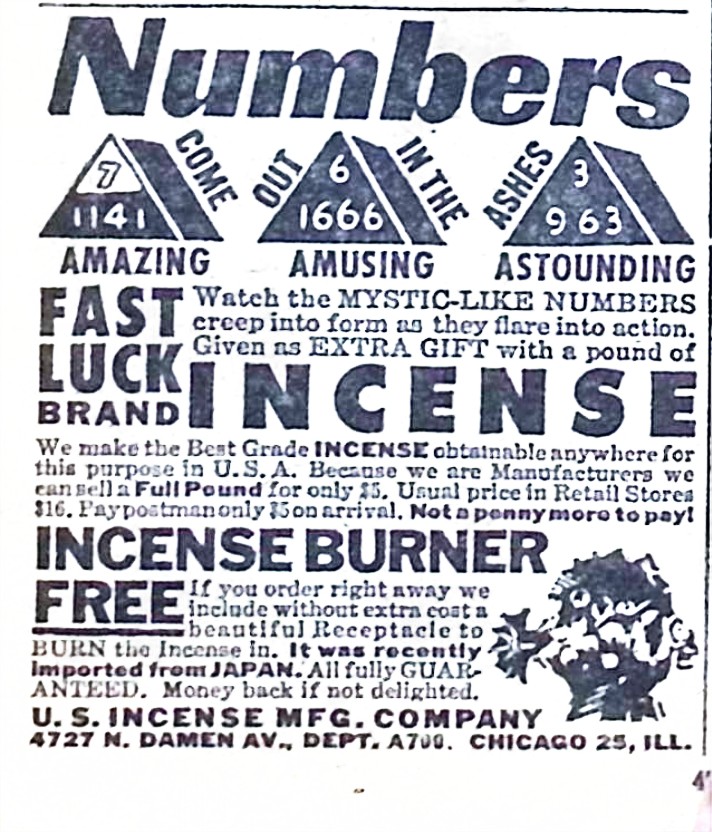 Numbers
COME OUT IN THE ASHES
7 6 3
1141 1666 963
AMAZING AMUSING ASTOUNDING
FAST Watch the MYSTIC-LIKE NUMBERS
LUCK creep into form as they flare into action.
BRAND Given as EXTRA GIFT with a pound of
INCENSE
We make the Best Grade INCENSE obtainable anywhere for
this purpose in U. S. A. Because we are Manufacturers we
can sell a Full Pound for only $5. Usual price in Retail Stores
$16. Pay postman only $5 on arrival. Not a penny more to pay!
INCENSE BURNER
FREE If you order right away we
include without extra cost a
beautiful Receptacle to
BURN the Incense in. It was recently
imported from JAPAN. All fully GUAR-
ANTEED. Money back if not delighted.
U. S. INCENSE MFG. COMPANY
4727 N. DAMEN AV., DEPT. A700. CHICAGO 25, ILL.